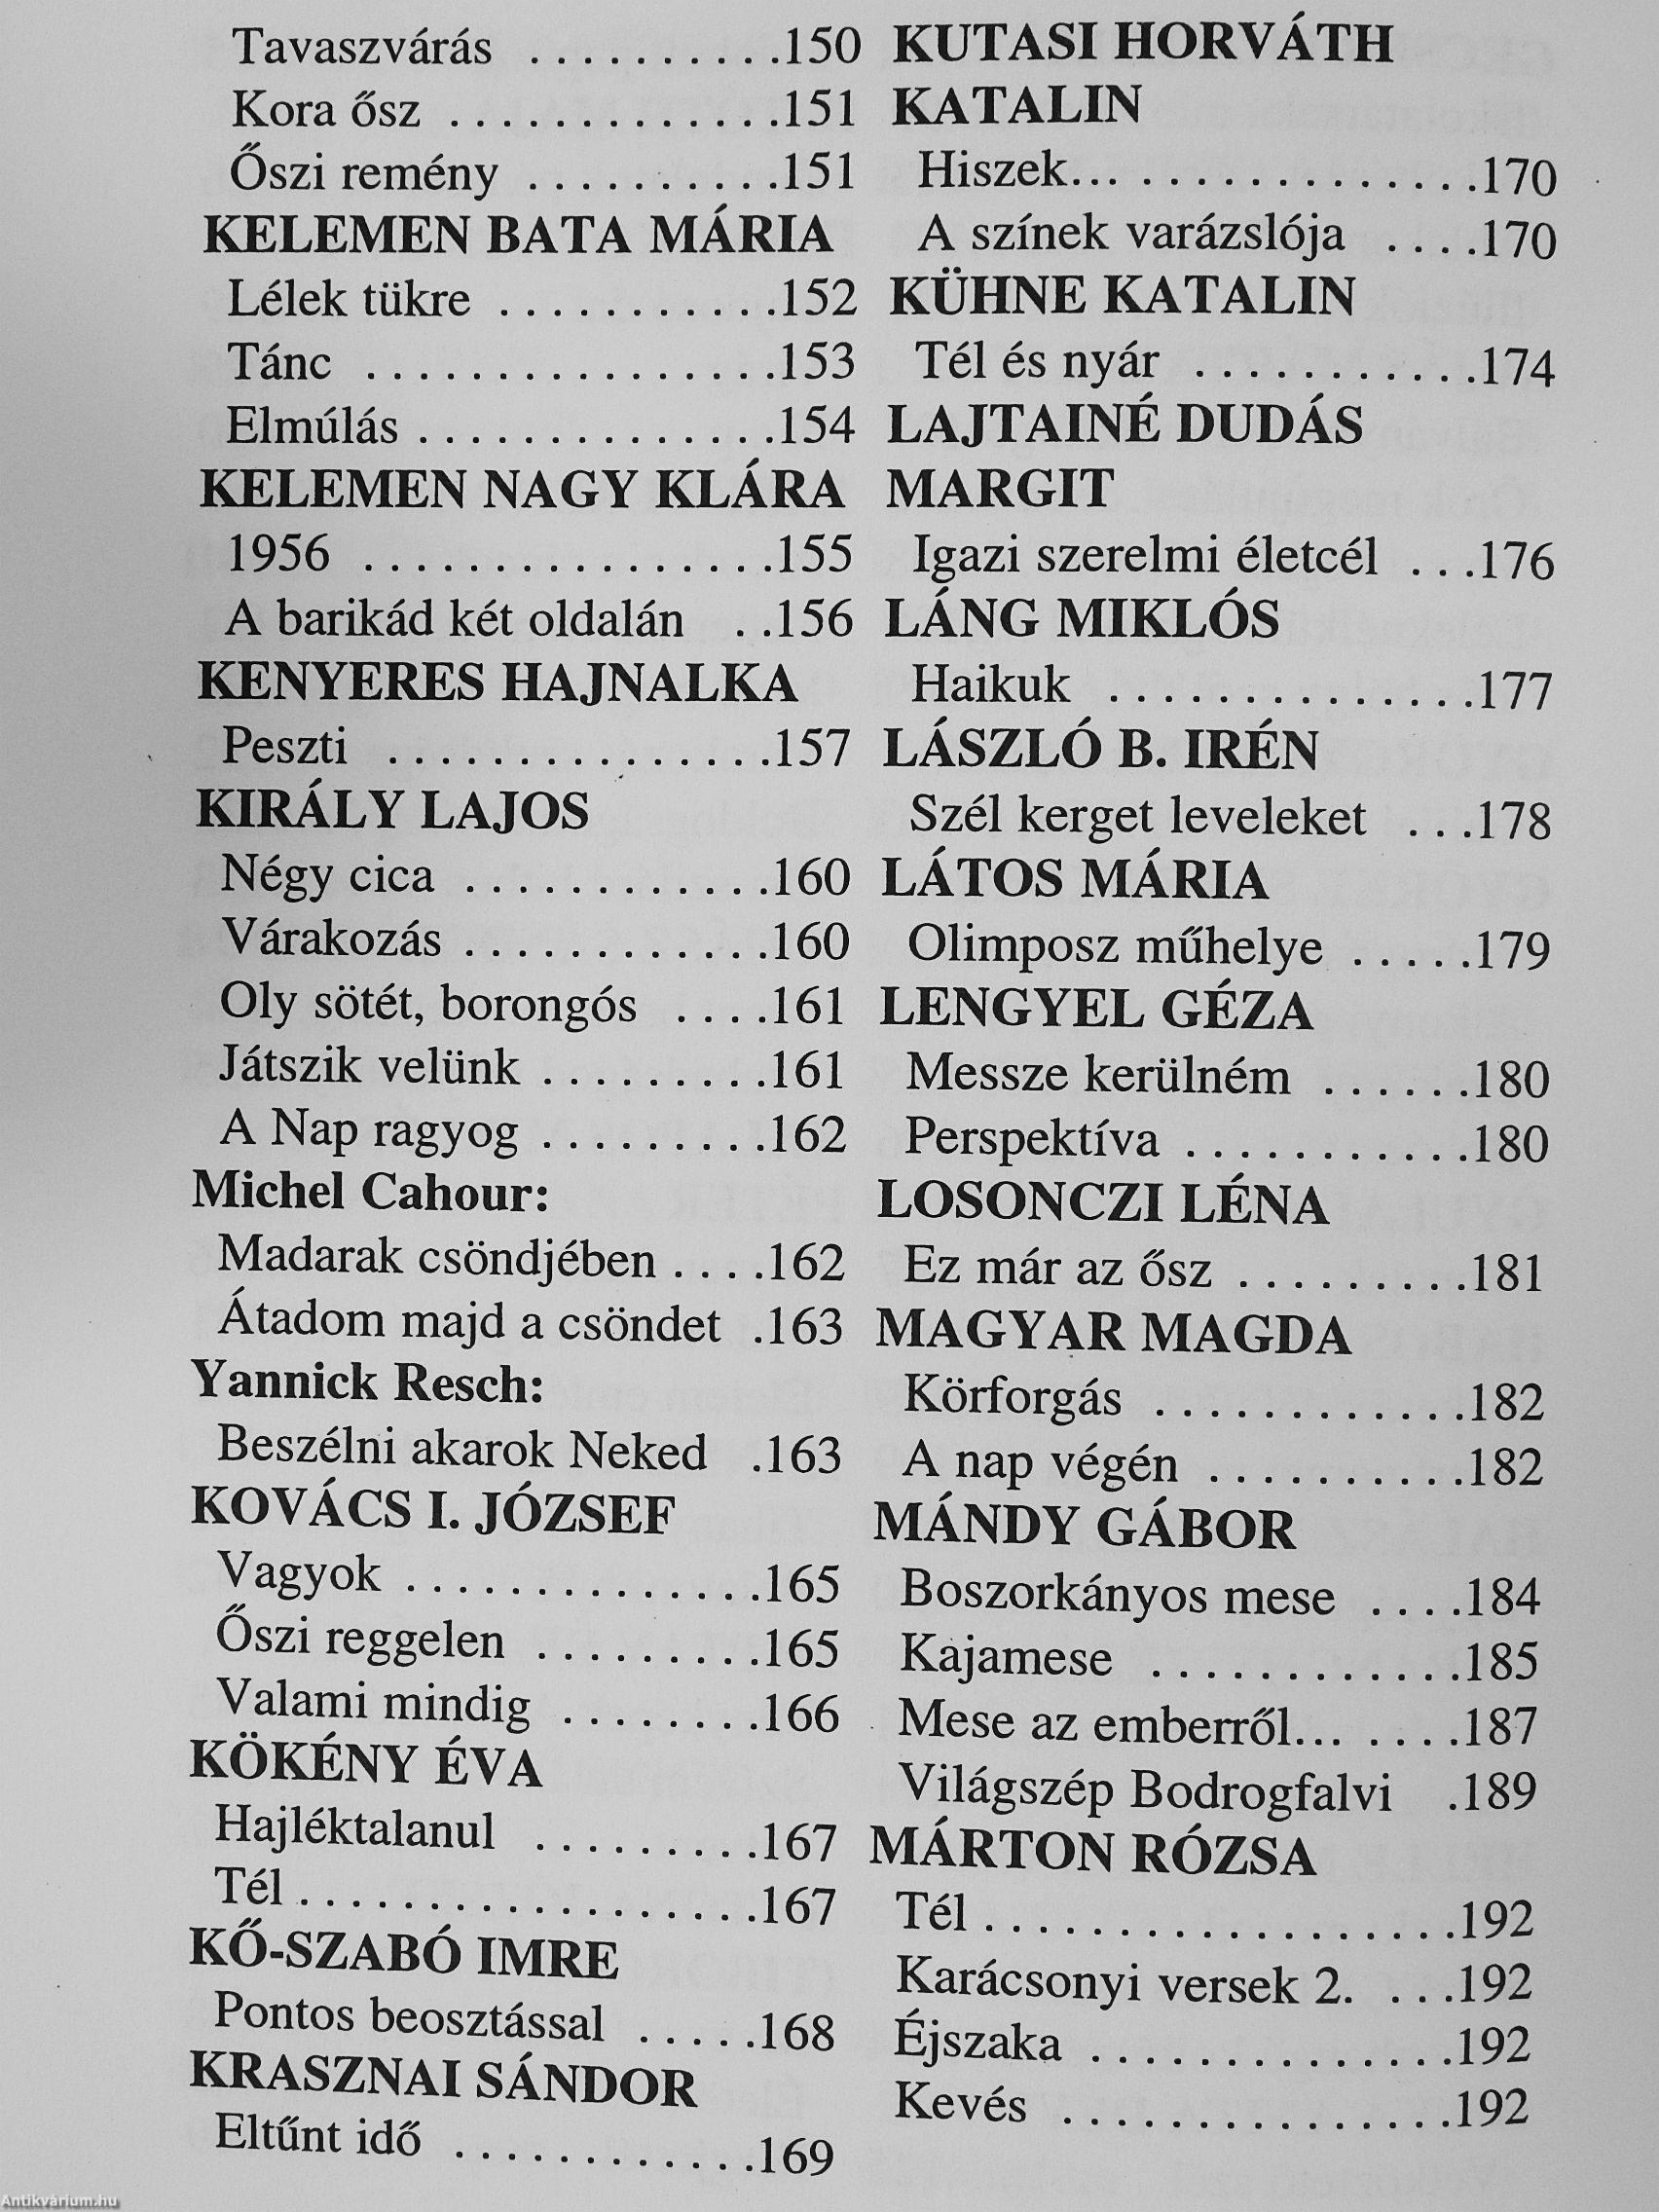 Tavaszvárás ..........150
Kora ősz .............151
Őszi remény ..........151
KELEMEN BATA MÁRIA
Lélek tükre ...........152
Tánc ................153
Elmúlás ..............154
KELEMEN NAGY KLÁRA
1956 ................155
A barikád két oldalán ..156
KENYERES HAJNALKA
Peszti ...............157
KIRÁLY LAJOS
Négy cica ............160
Várakozás ............160
Oly sötét, borongós ....161
Játszik velünk .........161
A Nap ragyog .........162
Michel Cahour:
Madarak csöndjében ....162
Átadom majd a csöndet .163
Yannick Resch:
Beszélni akarok Neked .163
KOVÁCS I. JÓZSEF
Vagyok ..............165
Őszi reggelen .........165
Valami mindig ........166
KÖKÉNY ÉVA
Hajléktalanul .........167
Tél ..................167
KŐ-SZABÓ IMRE
Pontos beosztással .....168
KRASZNAI SÁNDOR
Eltűnt idő ............169
KUTASI HORVÁTH
KATALIN
Hiszek... .............170
A színek varázslója ....170
KÜHNE KATALIN
Tél és nyár ...........174
LAJTAINÉ DUDÁS
MARGIT
Igazi szerelmi életcél ...176
LÁNG MIKLÓS
Haikuk ..............177
LÁSZLÓ B. IRÉN
Szél kerget leveleket ...178
LÁTOS MÁRIA
Olimposz műhelye .....179
LENGYEL GÉZA
Messze kerülném ......180
Perspektíva ...........180
LOSONCZI LÉNA
Ez már az ősz .........181
MAGYAR MAGDA
Körforgás ............182
A nap végén ..........182
MÁNDY GÁBOR
Boszorkányos mese ....184
Kajamese ............185
Mese az emberről... ....187
Világszép Bodrogfalvi .189
MÁRTON RÓZSA
Tél ..................192
Karácsonyi versek 2. ...192
Éjszaka ..............192
Kevés ...............192
Antikvárium.hu